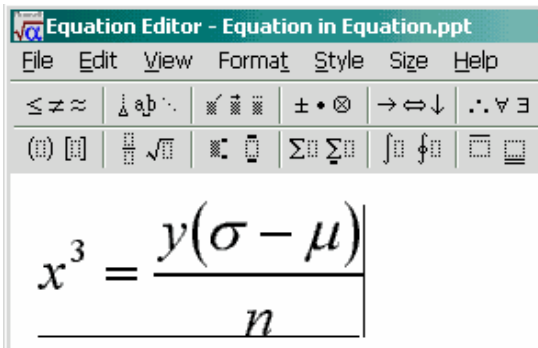 Equation Editor - Equation in Equation.ppt
File Edit View Format Style Size Help
≤ ≠ ≈ ∫ a͏̣b ⋱ ± • ⊗ → ⇔ ↓ ∴ ∀ ∃
(▯) [▯] √▯ Σ▯ Σ▯ ∫▯ ∮▯
x³ = y(σ − μ)
n